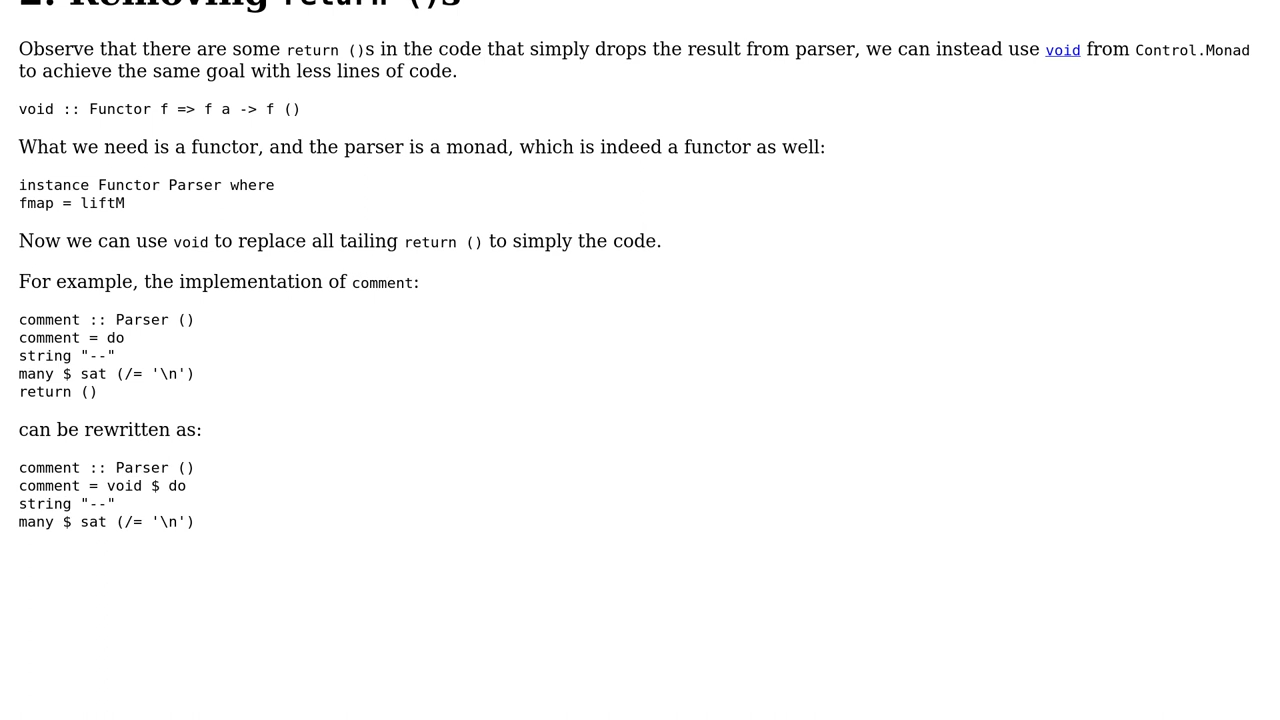 2. Removing return ()s
Observe that there are some return ()s in the code that simply drops the result from parser, we can instead use void from Control.Monad
to achieve the same goal with less lines of code.
void :: Functor f => f a -> f ()
What we need is a functor, and the parser is a monad, which is indeed a functor as well:
instance Functor Parser where
fmap = liftM
Now we can use void to replace all tailing return () to simply the code.
For example, the implementation of comment:
comment :: Parser ()
comment = do
string "--"
many $ sat (/= '\n')
return ()
can be rewritten as:
comment :: Parser ()
comment = void $ do
string "--"
many $ sat (/= '\n')